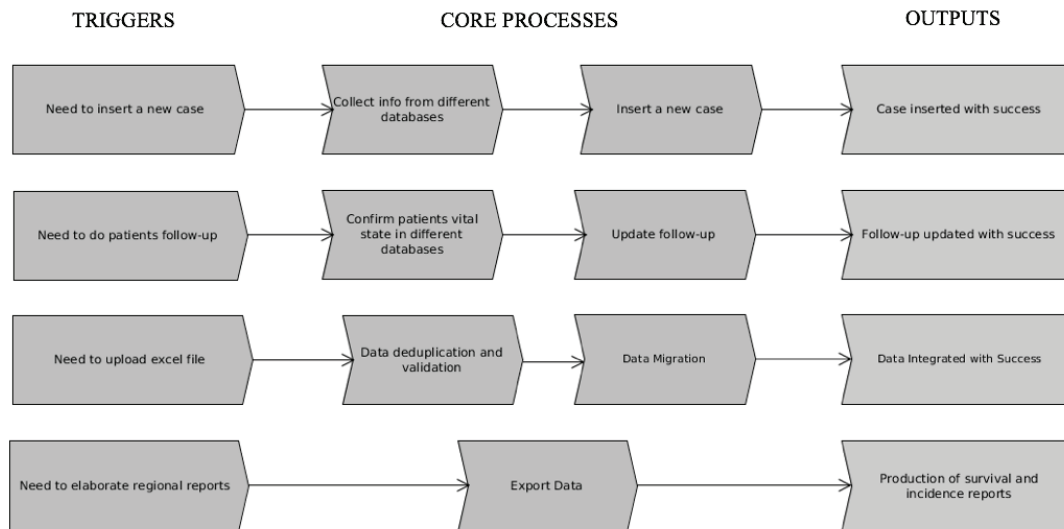 TRIGGERS
CORE PROCESSES
OUTPUTS
Need to insert a new case
Collect info from different
databases
Insert a new case
Case inserted with success
Need to do patients follow-up
Confirm patients vital
state in different
databases
Update follow-up
Follow-up updated with success
Need to upload excel file
Data deduplication and
validation
Data Migration
Data Integrated with Success
Need to elaborate regional reports
Export Data
Production of survival and
incidence reports